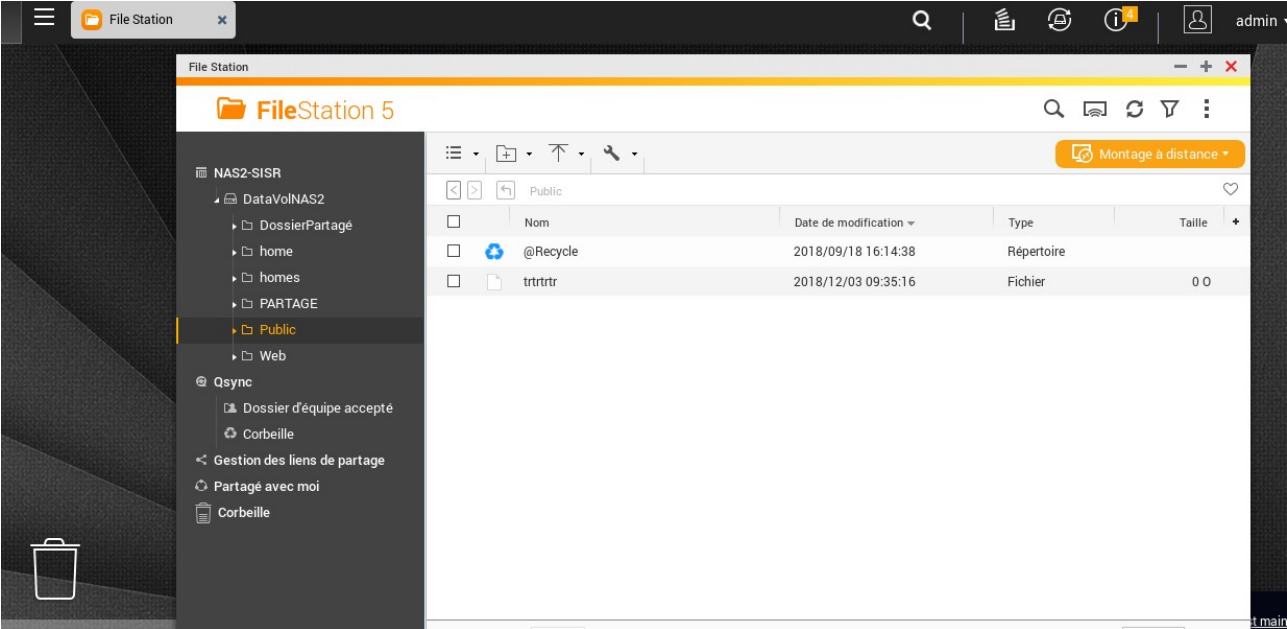 File Station
4
admin
File Station
FileStation 5
NAS2-SISR
DataVolNAS2
DossierPartagé
home
homes
PARTAGE
Public
Web
Qsync
Dossier d'équipe accepté
Corbeille
Gestion des liens de partage
Partagé avec moi
Corbeille
Montage à distance
Public
Nom Date de modification Type Taille
@Recycle 2018/09/18 16:14:38 Répertoire
trtrtrtr 2018/12/03 09:35:16 Fichier 0 O
t main